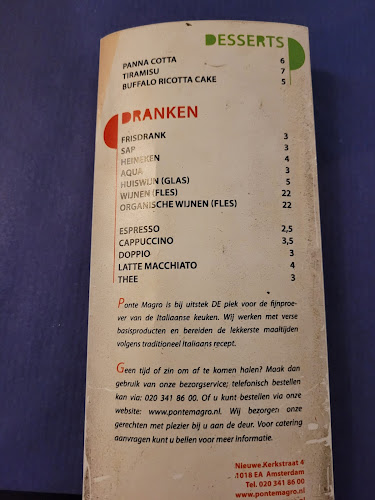 DESSERTS
PANNA COTTA 6
TIRAMISU 7
BUFFALO RICOTTA CAKE 5
DRANKEN
FRISDRANK 3
SAP 3
HEINEKEN 4
AQUA 3
HUISWIJN (GLAS) 5
WIJNEN (FLES) 22
ORGANISCHE WIJNEN (FLES) 22
ESPRESSO 2,5
CAPPUCCINO 3,5
DOPPIO 3
LATTE MACCHIATO 4
THEE 3
Ponte Magro is bij uitstek DE plek voor de fijnproe-
ver van de Italiaanse keuken. Wij werken met verse
basisproducten en bereiden de lekkerste maaltijden
volgens traditioneel Italiaans recept.
Geen tijd of zin om af te komen halen? Maak dan
gebruik van onze bezorgservice; telefonisch bestellen
kan via: 020 341 86 00. Of u kunt bestellen via onze
website: www.pontemagro.nl. Wij bezorgen onze
gerechten met plezier bij u aan de deur. Voor catering
aanvragen kunt u bellen voor meer informatie.
Nieuwe Kerkstraat 4
1018 EA Amsterdam
Tel. 020 341 86 00
www.pontemagro.nl